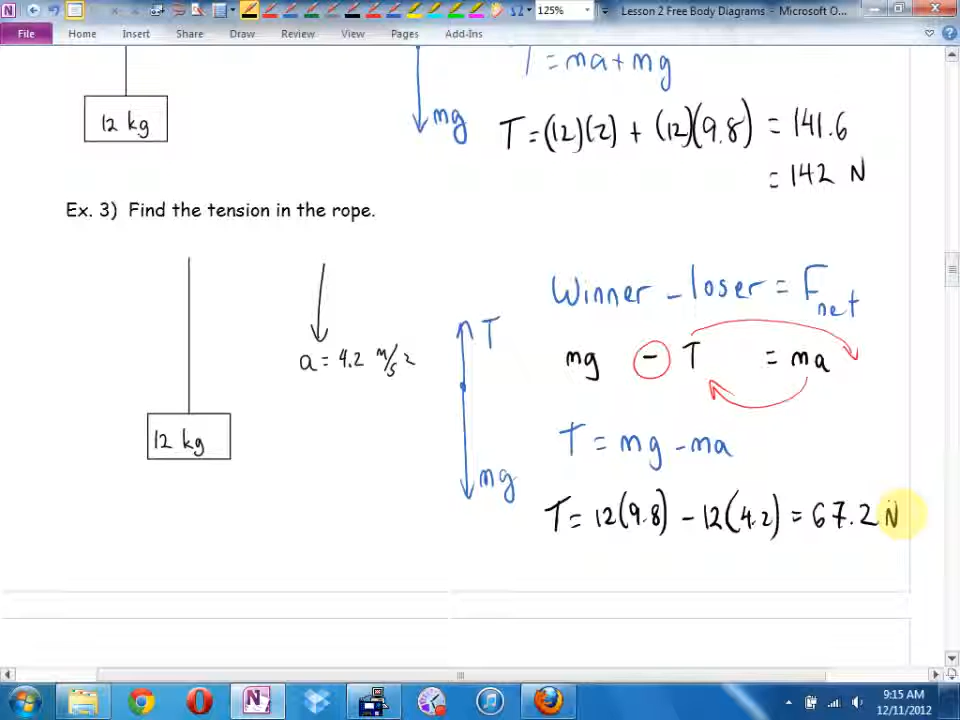 125%
Lesson 2 Free Body Diagrams - Microsoft O...
File Home Insert Share Draw Review View Pages Add-Ins
T = ma + mg
12 kg
mg
T = (12)(2) + (12)(9.8) = 141.6
= 142 N
Ex. 3) Find the tension in the rope.
Winner - loser = Fnet
T
a = 4.2 m/s2
mg - T = ma
12 kg
T = mg - ma
mg
T = 12(9.8) - 12(4.2) = 67.2 N
9:15 AM
12/11/2012